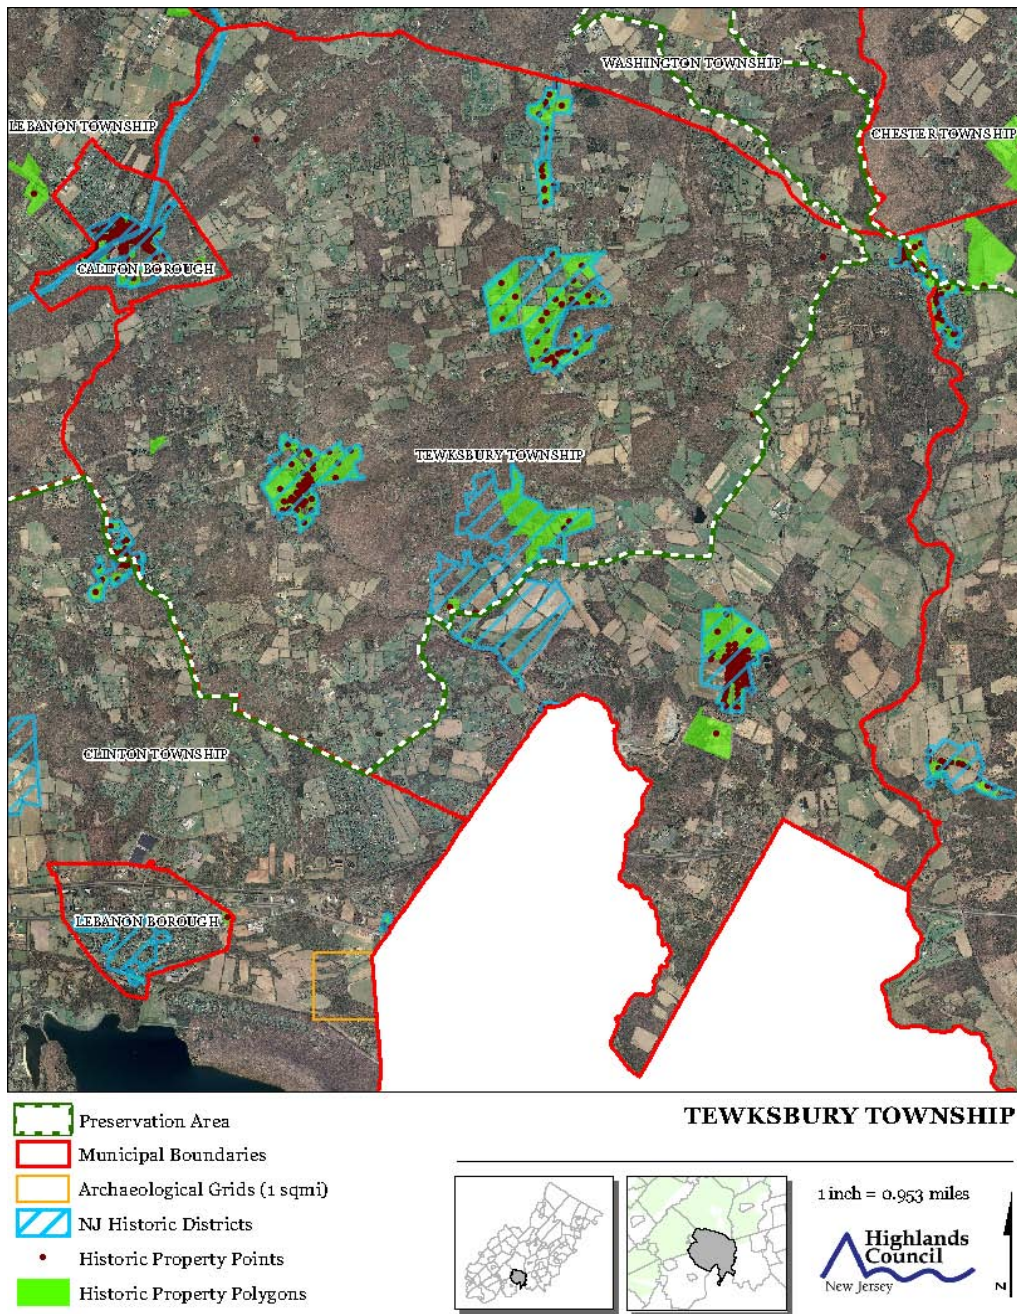 WASHINGTON TOWNSHIP
LEBANON TOWNSHIP
CHESTER TOWNSHIP
CALIFON BOROUGH
TEWKSBURY TOWNSHIP
CLINTON TOWNSHIP
LEBANON BOROUGH
Preservation Area
Municipal Boundaries
Archaeological Grids (1 sqmi)
NJ Historic Districts
Historic Property Points
Historic Property Polygons
TEWKSBURY TOWNSHIP
1 inch = 0.953 miles
Highlands
Council
New Jersey
N